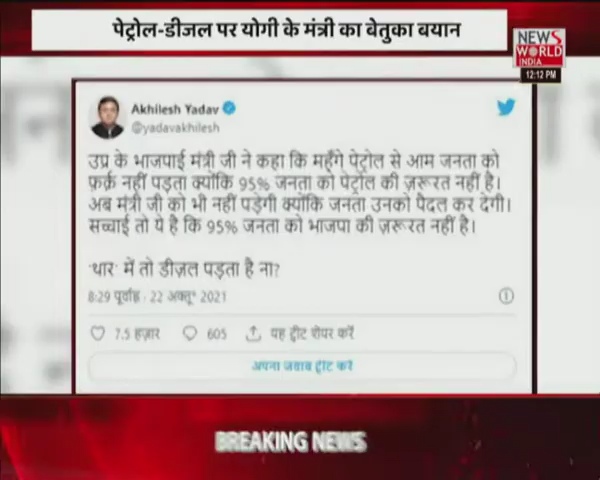 पेट्रोल-डीजल पर योगी के मंत्री का बेतुका बयान
NEWS
WORLD
INDIA
12:12 PM
Akhilesh Yadav
@yadavakhilesh
उप्र के भाजपाई मंत्री जी ने कहा कि महँगे पेट्रोल से आम जनता को
फ़र्क़ नहीं पड़ता क्योंकि 95% जनता को पेट्रोल की ज़रूरत नहीं है।
अब मंत्री जी को भी नहीं पड़ेगी क्योंकि जनता उनको पैदल कर देगी।
सच्चाई तो ये है कि 95% जनता को भाजपा की ज़रूरत नहीं है।
'थार' में तो डीज़ल पड़ता है ना?
8:29 पूर्वाह्न · 22 अक्तू॰ 2021
7.5 हज़ार 605 यह ट्वीट शेयर करें
अपना जवाब ट्वीट करें
BREAKING NEWS